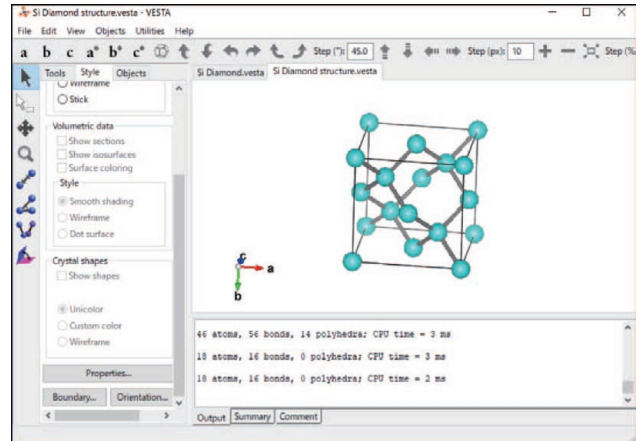 Si Diamond structure.vesta - VESTA
File Edit View Objects Utilities Help
a b c a* b* c* Step (°): 45.0 Step (px): 10 Step (%
Tools Style Objects
Si Diamond.vesta Si Diamond structure.vesta
Wireframe
Stick
Volumetric data
Show sections
Show isosurfaces
Surface coloring
Style
Smooth shading
Wireframe
Dot surface
Crystal shapes
Show shapes
Unicolor
Custom color
Wireframe
Properties...
Boundary... Orientation...
c
a
b
46 atoms, 56 bonds, 14 polyhedra; CPU time = 3 ms
18 atoms, 16 bonds, 0 polyhedra; CPU time = 3 ms
18 atoms, 16 bonds, 0 polyhedra; CPU time = 2 ms
Output Summary Comment